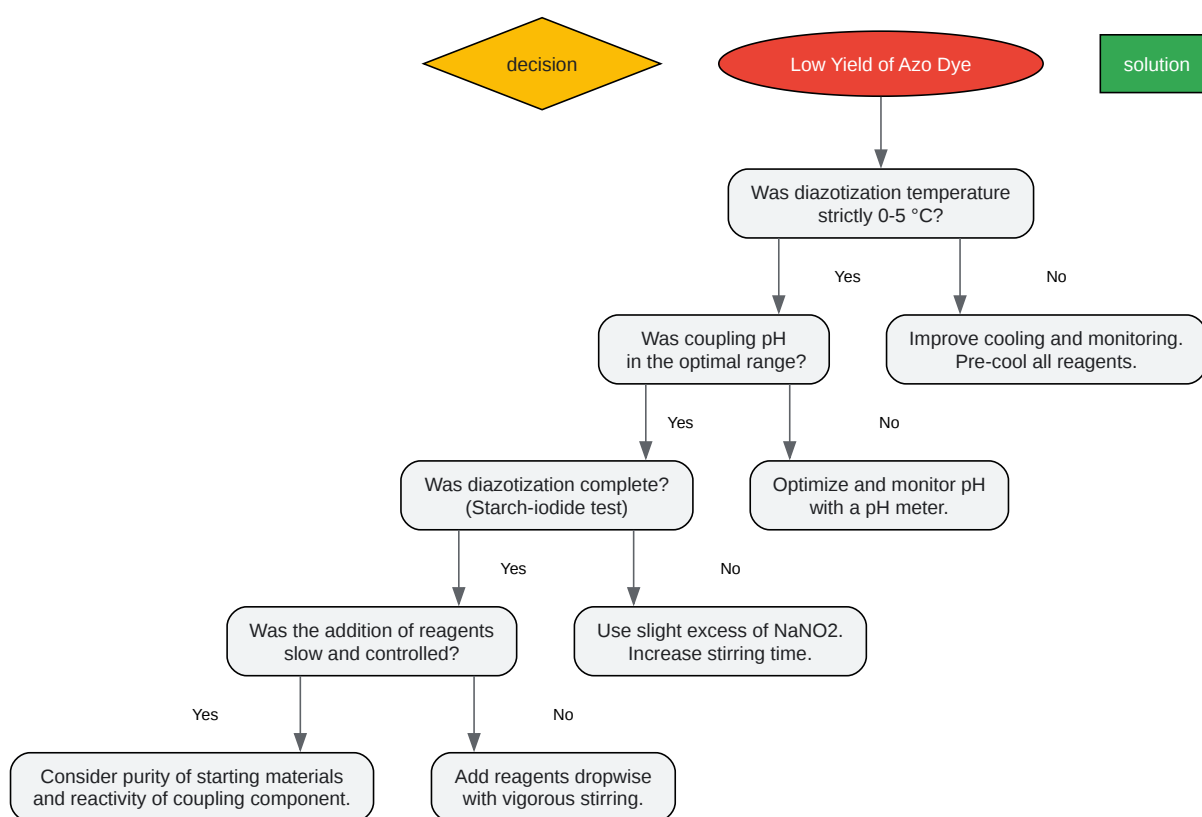 decision
Low Yield of Azo Dye
solution
Was diazotization temperature
strictly 0-5 °C?
Yes
No
Was coupling pH
in the optimal range?
Improve cooling and monitoring.
Pre-cool all reagents.
Yes
No
Was diazotization complete?
(Starch-iodide test)
Optimize and monitor pH
with a pH meter.
Yes
No
Was the addition of reagents
slow and controlled?
Use slight excess of NaNO2.
Increase stirring time.
Yes
No
Consider purity of starting materials
and reactivity of coupling component.
Add reagents dropwise
with vigorous stirring.